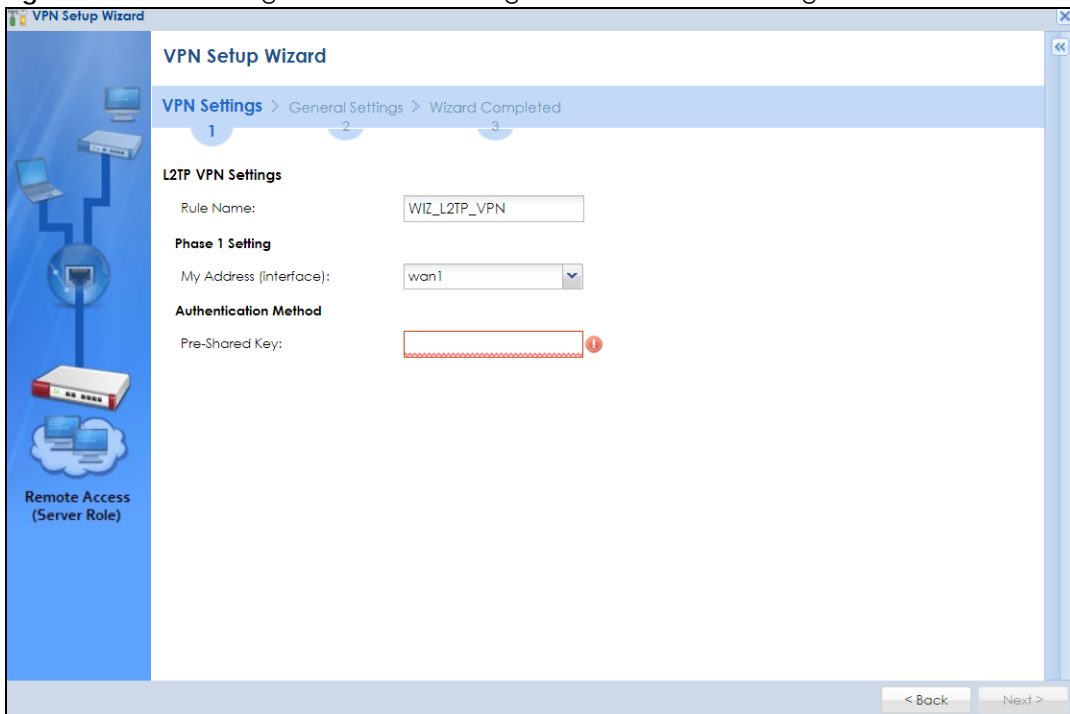 VPN Setup Wizard
VPN Setup Wizard
VPN Settings > General Settings > Wizard Completed
1 2 3
L2TP VPN Settings
Rule Name: WIZ_L2TP_VPN
Phase 1 Setting
My Address (interface): wan1
Authentication Method
Pre-Shared Key:
Remote Access
(Server Role)
< Back Next >